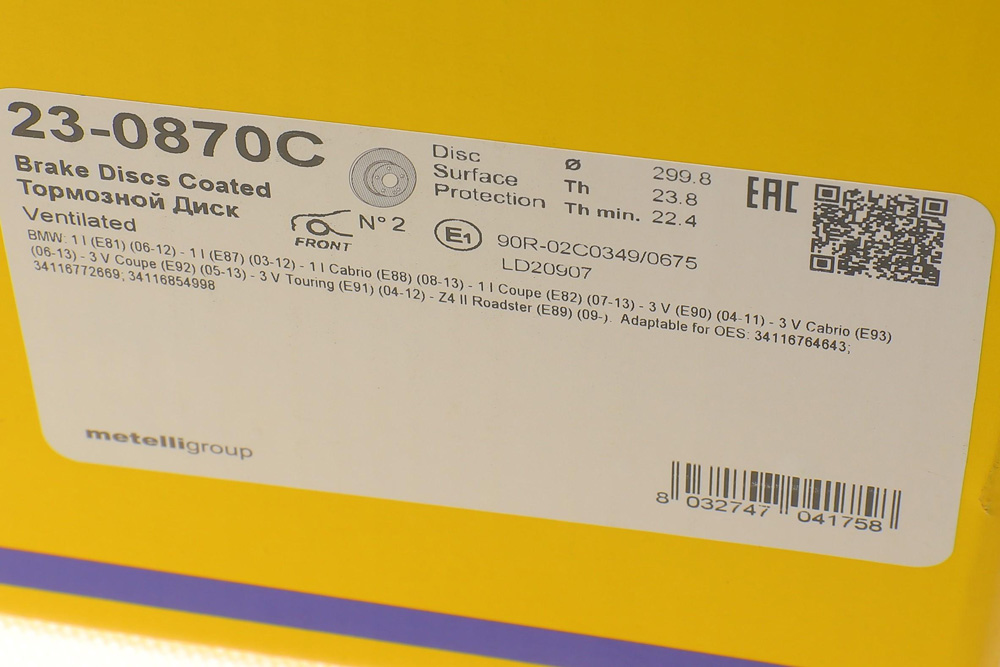 23-0870C
Brake Discs Coated
Тормозной Диск
Ventilated
FRONT
N° 2
Disc
Surface
Protection
Ø 299.8
Th 23.8
Th min. 22.4
E1
90R-02C0349/0675
LD20907
EAC
BMW: 1 I (E81) (06-12) - 1 I (E87) (03-12) - 1 I Cabrio (E88) (08-13) - 1 I Coupe (E82) (07-13) - 3 V (E90) (04-11) - 3 V Cabrio (E93)
(06-13) - 3 V Coupe (E92) (05-13) - 3 V Touring (E91) (04-12) - Z4 II Roadster (E89) (09-). Adaptable for OES: 34116764643;
34116772669; 34116854998
metelligroup
8 032747 041758